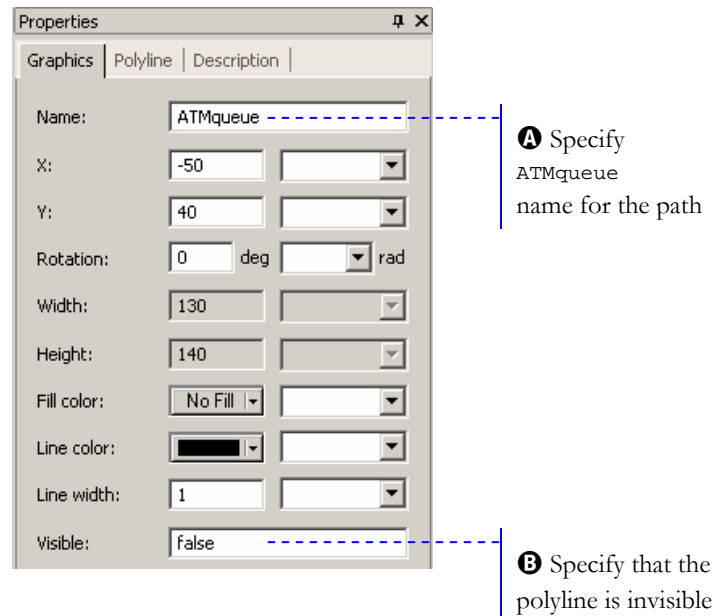 Properties
Graphics Polyline Description
Name: ATMqueue
X: -50
Y: 40
Rotation: 0 deg rad
Width: 130
Height: 140
Fill color: No Fill
Line color:
Line width: 1
Visible: false
A Specify
ATMqueue
name for the path
B Specify that the
polyline is invisible